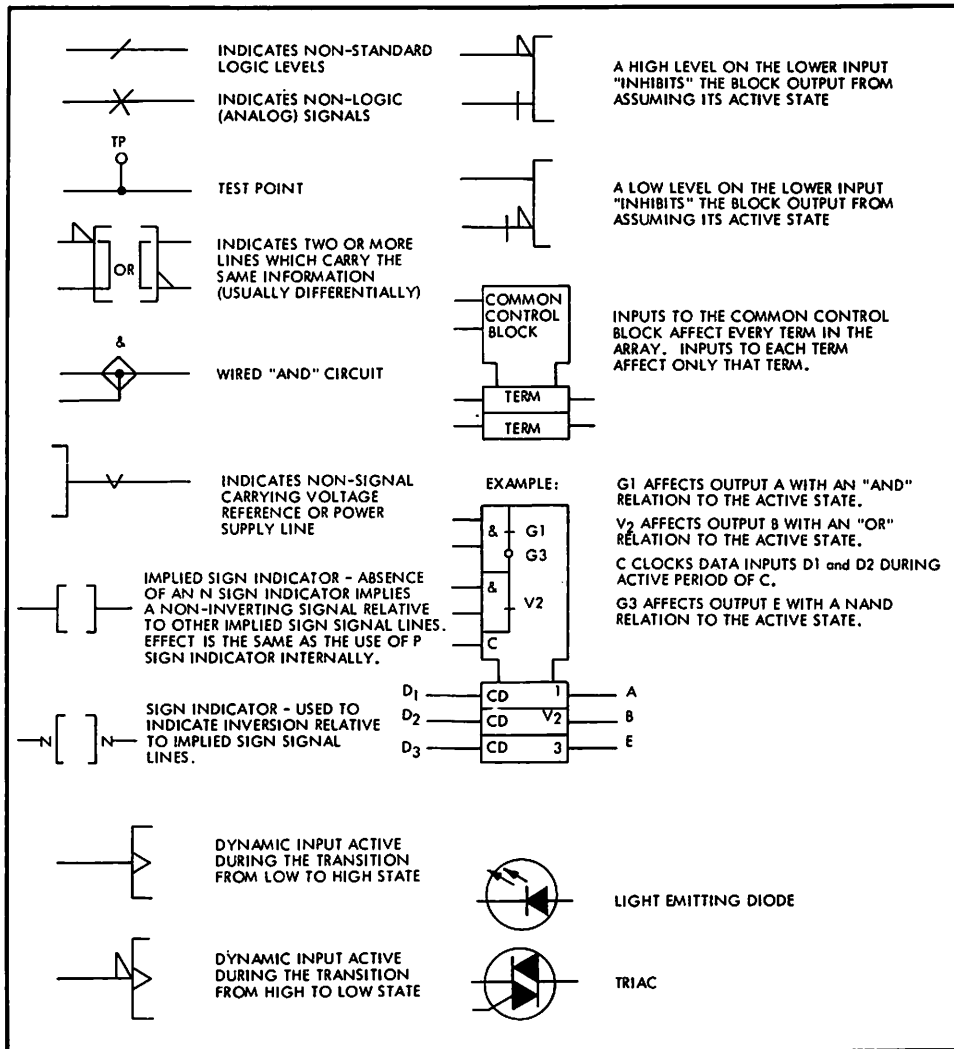 INDICATES NON-STANDARD
LOGIC LEVELS
INDICATES NON-LOGIC
(ANALOG) SIGNALS
TP
TEST POINT
OR
INDICATES TWO OR MORE
LINES WHICH CARRY THE
SAME INFORMATION
(USUALLY DIFFERENTIALLY)
&
WIRED "AND" CIRCUIT
INDICATES NON-SIGNAL
CARRYING VOLTAGE
REFERENCE OR POWER
SUPPLY LINE
IMPLIED SIGN INDICATOR - ABSENCE
OF AN N SIGN INDICATOR IMPLIES
A NON-INVERTING SIGNAL RELATIVE
TO OTHER IMPLIED SIGN SIGNAL LINES.
EFFECT IS THE SAME AS THE USE OF P
SIGN INDICATOR INTERNALLY.
N N
SIGN INDICATOR - USED TO
INDICATE INVERSION RELATIVE
TO IMPLIED SIGN SIGNAL
LINES.
DYNAMIC INPUT ACTIVE
DURING THE TRANSITION
FROM LOW TO HIGH STATE
DYNAMIC INPUT ACTIVE
DURING THE TRANSITION
FROM HIGH TO LOW STATE
A HIGH LEVEL ON THE LOWER INPUT
"INHIBITS" THE BLOCK OUTPUT FROM
ASSUMING ITS ACTIVE STATE
A LOW LEVEL ON THE LOWER INPUT
"INHIBITS" THE BLOCK OUTPUT FROM
ASSUMING ITS ACTIVE STATE
COMMON
CONTROL
BLOCK
TERM
TERM
INPUTS TO THE COMMON CONTROL
BLOCK AFFECT EVERY TERM IN THE
ARRAY. INPUTS TO EACH TERM
AFFECT ONLY THAT TERM.
EXAMPLE:
& G1
G3
&
V2
C
D1 CD 1 A
D2 CD V2 B
D3 CD 3 E
G1 AFFECTS OUTPUT A WITH AN "AND"
RELATION TO THE ACTIVE STATE.
V2 AFFECTS OUTPUT B WITH AN "OR"
RELATION TO THE ACTIVE STATE.
C CLOCKS DATA INPUTS D1 and D2 DURING
ACTIVE PERIOD OF C.
G3 AFFECTS OUTPUT E WITH A NAND
RELATION TO THE ACTIVE STATE.
LIGHT EMITTING DIODE
TRIAC